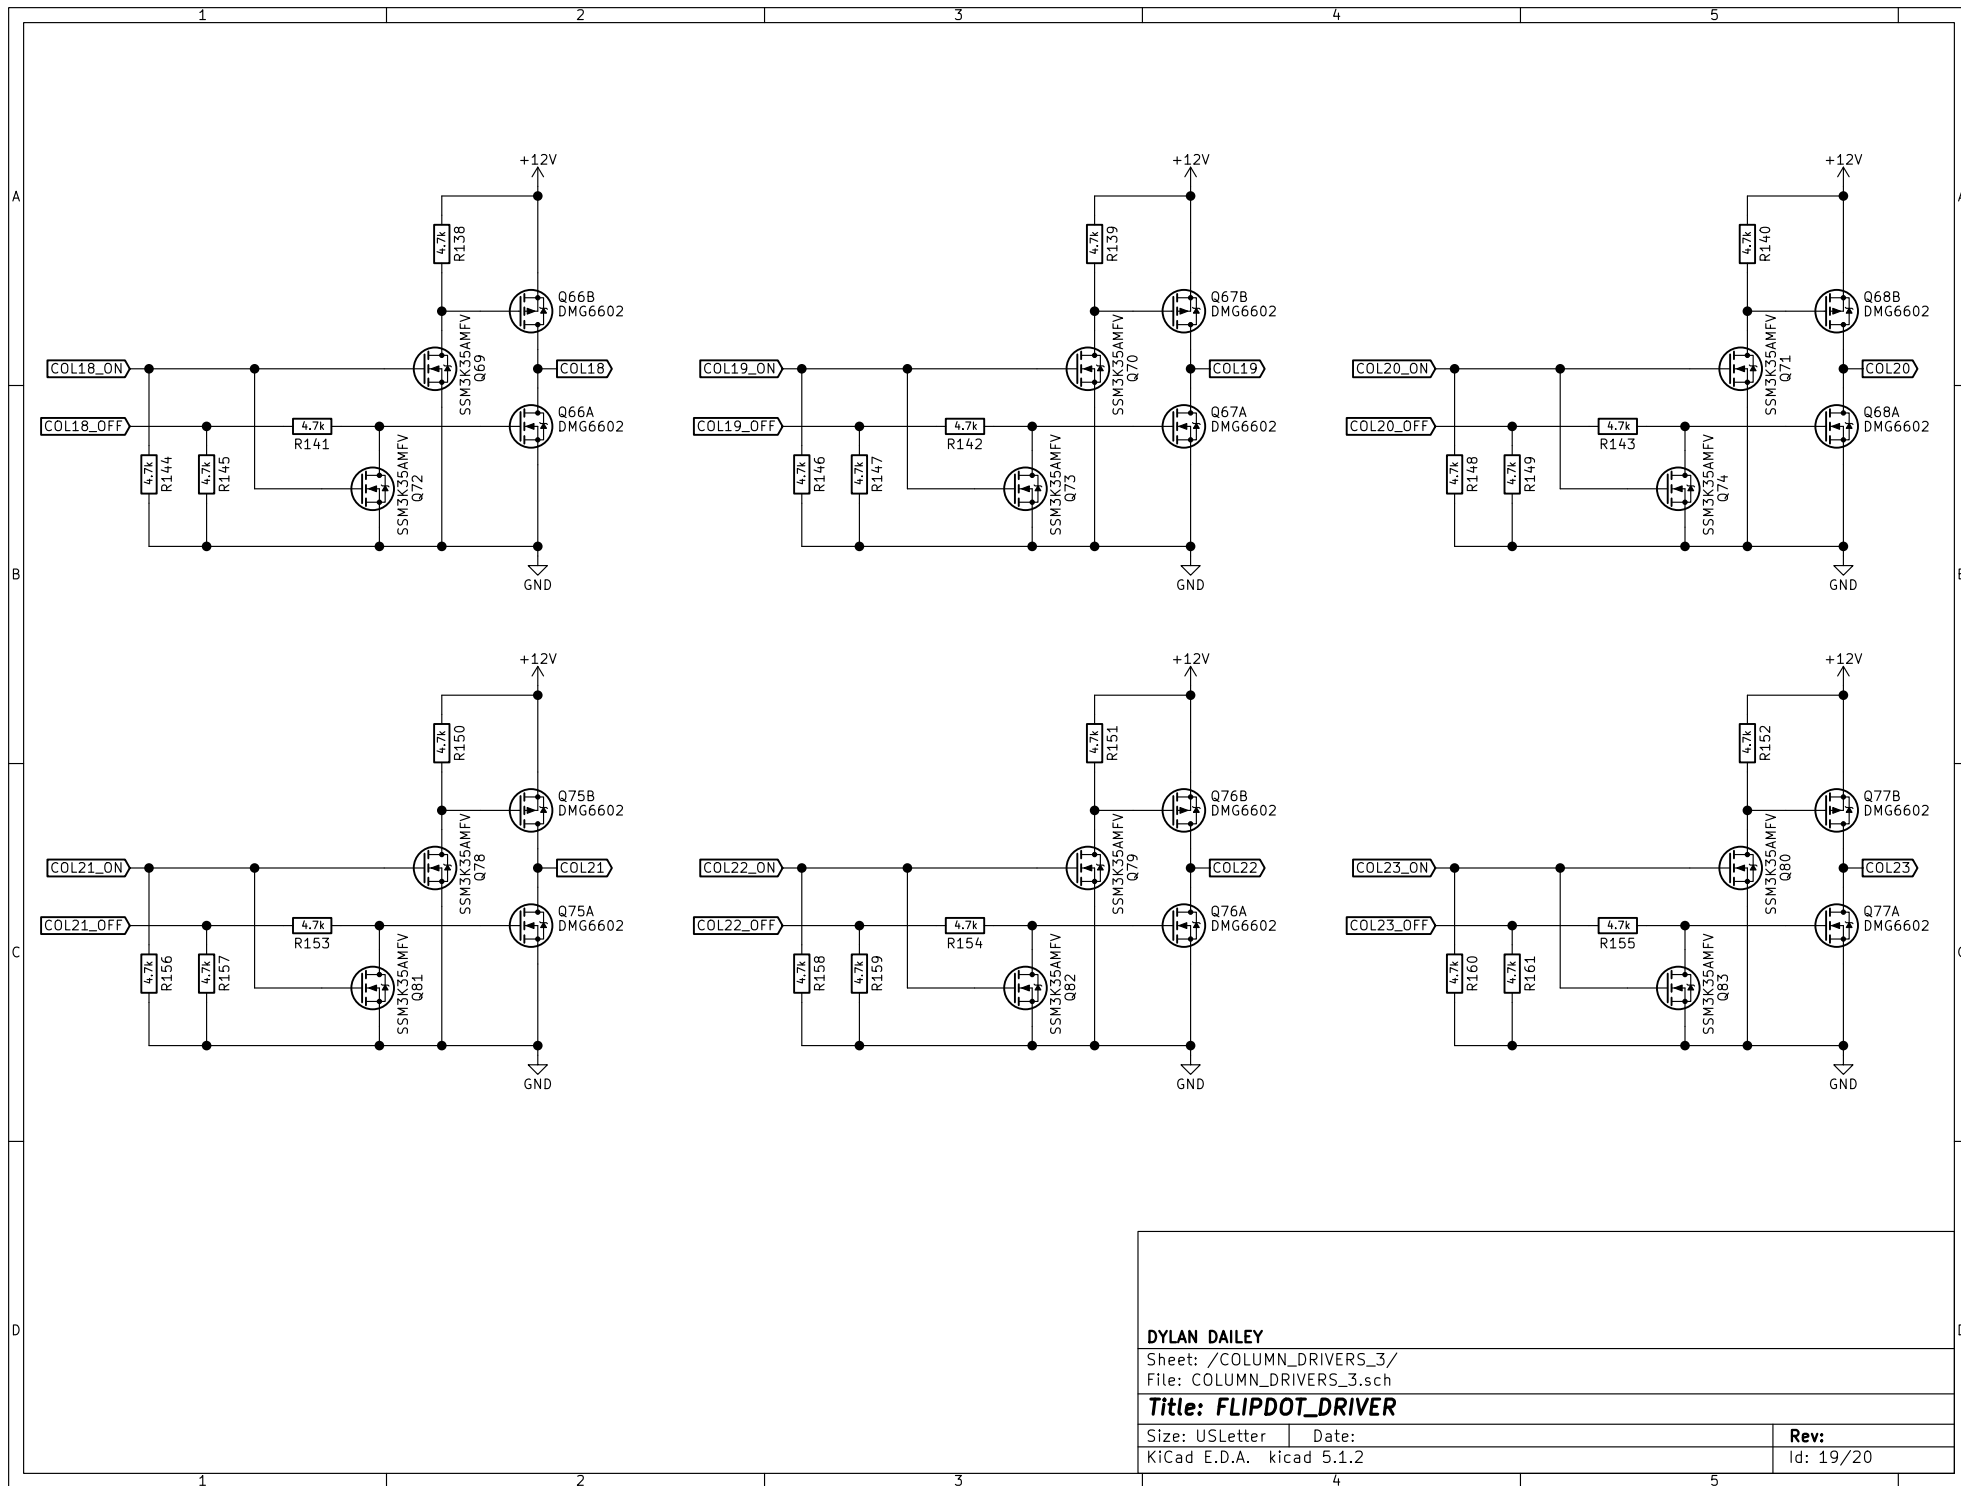 1 2 3 4 5
A A
+12V +12V +12V
4.7k R138 4.7k R139 4.7k R140
Q66B Q67B Q68B
DMG6602 DMG6602 DMG6602
SSM3K35AMFV Q69 SSM3K35AMFV Q70 SSM3K35AMFV Q71
COL18_ON COL18 COL19_ON COL19 COL20_ON COL20
Q66A Q67A Q68A
DMG6602 DMG6602 DMG6602
COL18_OFF 4.7k COL19_OFF 4.7k COL20_OFF 4.7k
R141 R142 R143
4.7k R144 4.7k R145 SSM3K35AMFV Q72 4.7k R146 4.7k R147 SSM3K35AMFV Q73 4.7k R148 4.7k R149 SSM3K35AMFV Q74
B B
GND GND GND
+12V +12V +12V
4.7k R150 4.7k R151 4.7k R152
Q75B Q76B Q77B
DMG6602 DMG6602 DMG6602
SSM3K35AMFV Q78 SSM3K35AMFV Q79 SSM3K35AMFV Q80
COL21_ON COL21 COL22_ON COL22 COL23_ON COL23
Q75A Q76A Q77A
DMG6602 DMG6602 DMG6602
COL21_OFF 4.7k COL22_OFF 4.7k COL23_OFF 4.7k
R153 R154 R155
C C
4.7k R156 4.7k R157 SSM3K35AMFV Q81 4.7k R158 4.7k R159 SSM3K35AMFV Q82 4.7k R160 4.7k R161 SSM3K35AMFV Q83
GND GND GND
D D
DYLAN DAILEY
Sheet: /COLUMN_DRIVERS_3/
File: COLUMN_DRIVERS_3.sch
Title: FLIPDOT_DRIVER
Size: USLetter Date: Rev:
KiCad E.D.A. kicad 5.1.2 Id: 19/20
1 2 3 4 5